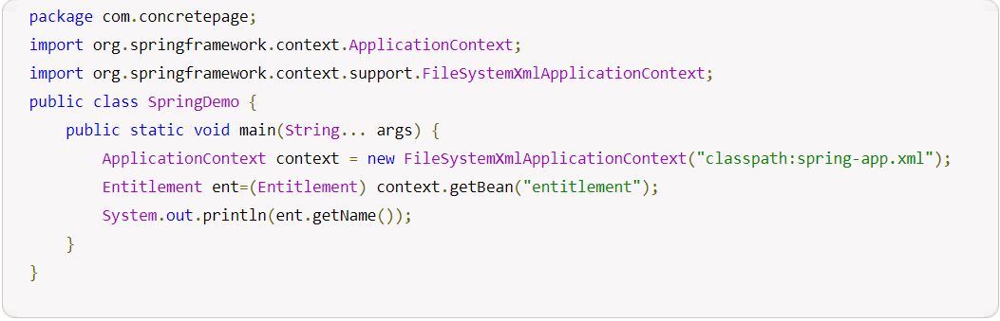 package com.concretepage;
import org.springframework.context.ApplicationContext;
import org.springframework.context.support.FileSystemXmlApplicationContext;
public class SpringDemo {
    public static void main(String... args) {
        ApplicationContext context = new FileSystemXmlApplicationContext("classpath:spring-app.xml");
        Entitlement ent=(Entitlement) context.getBean("entitlement");
        System.out.println(ent.getName());
    }
}